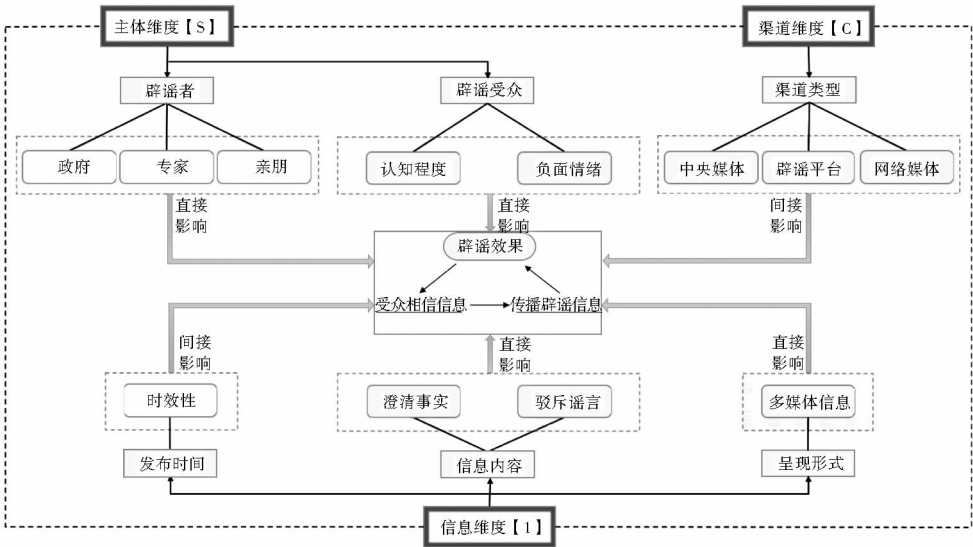 主体维度【S】
渠道维度【C】
辟谣者
辟谣受众
渠道类型
政府
专家
亲朋
认知程度
负面情绪
中央媒体
辟谣平台
网络媒体
直接
影响
直接
影响
间接
影响
辟谣效果
受众相信信息
传播辟谣信息
间接
影响
直接
影响
直接
影响
时效性
澄清事实
驳斥谣言
多媒体信息
发布时间
信息内容
呈现形式
信息维度【1】